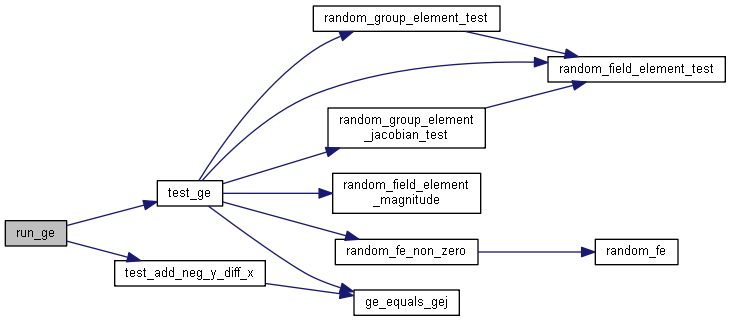 random_group_element_test
random_field_element_test
random_group_element
_jacobian_test
test_ge
random_field_element
_magnitude
run_ge
random_fe_non_zero
random_fe
test_add_neg_y_diff_x
ge_equals_gej